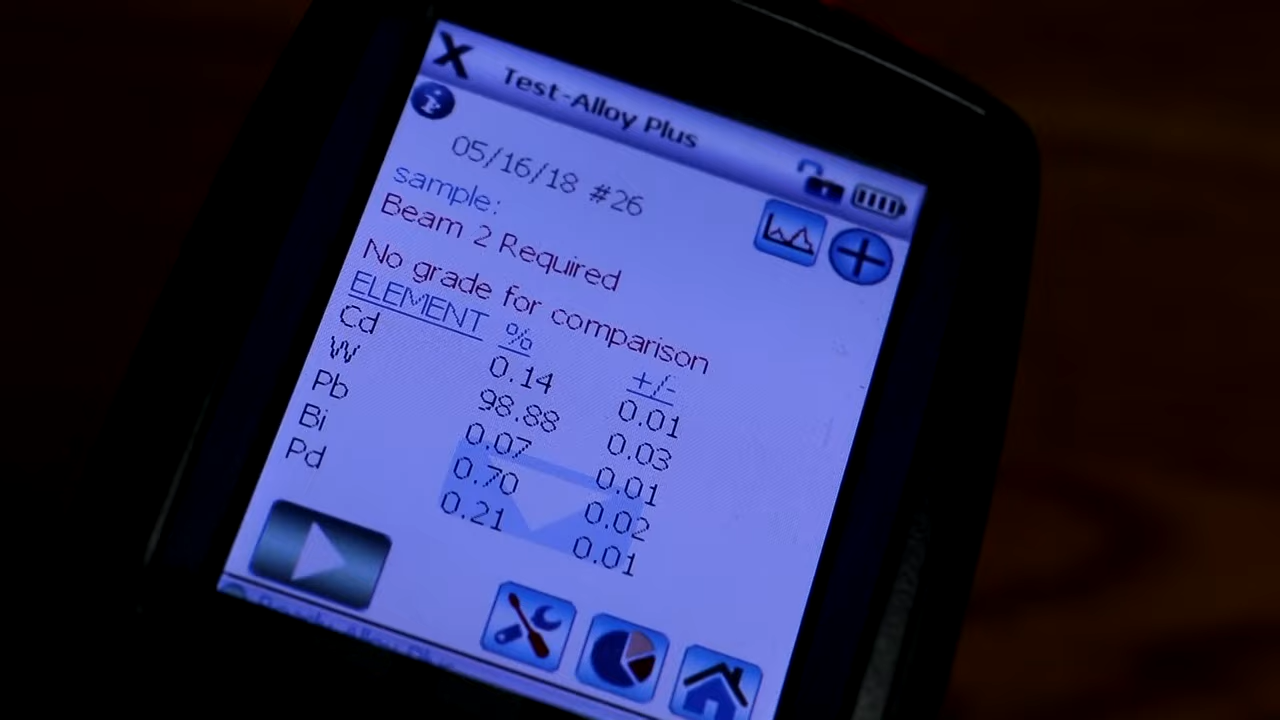 Test-Alloy Plus
05/16/18 #26
sample:
Beam 2 Required
No grade for comparison
ELEMENT % +/-
Cd 0.14 0.01
W 98.88 0.03
Pb 0.07 0.01
Bi 0.70 0.02
Pd 0.21 0.01
Alloy Plus